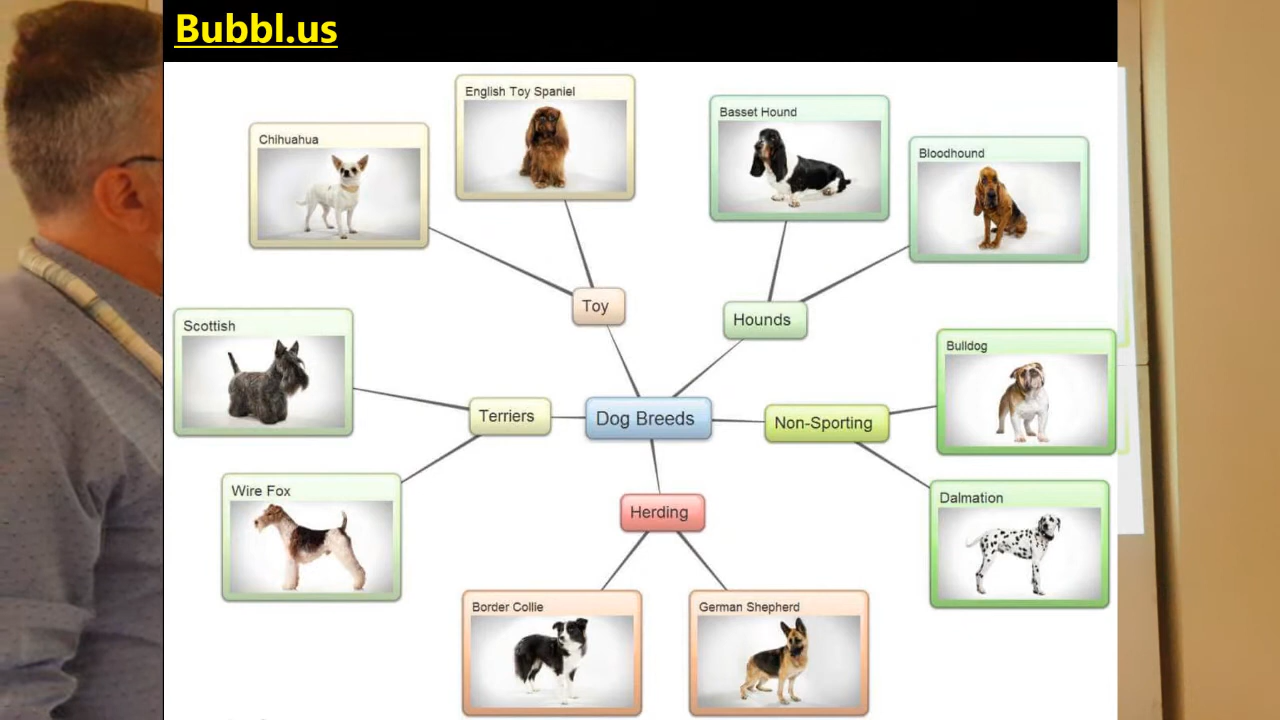 Bubbl.us
English Toy Spaniel
Chihuahua
Basset Hound
Bloodhound
Toy
Hounds
Scottish
Bulldog
Terriers
Dog Breeds
Non-Sporting
Wire Fox
Dalmation
Herding
Border Collie
German Shepherd